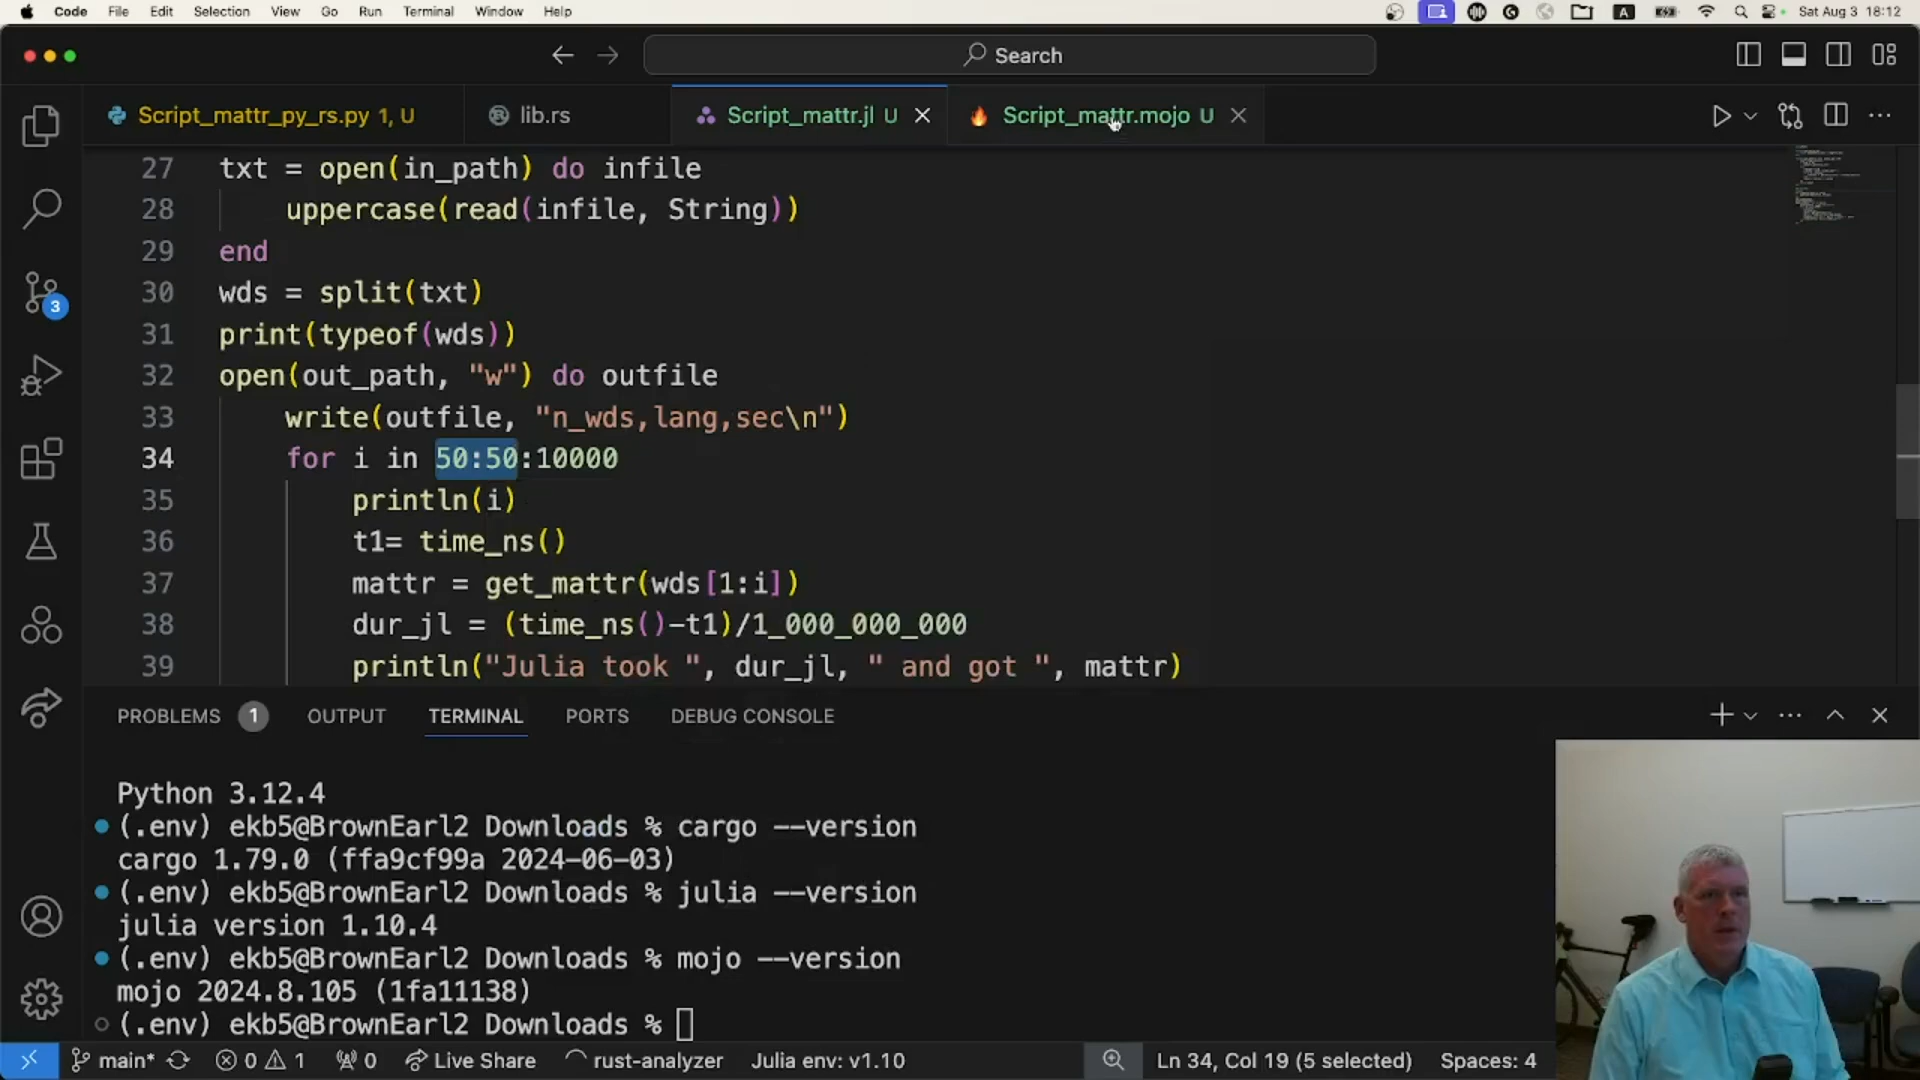 Code File Edit Selection View Go Run Terminal Window Help A Sat Aug 3 18:12
Search
Script_mattr_py_rs.py 1, U lib.rs Script_mattr.jl U Script_mattr.mojo U
27 txt = open(in_path) do infile
28 uppercase(read(infile, String))
29 end
30 wds = split(txt)
31 print(typeof(wds))
32 open(out_path, "w") do outfile
33 write(outfile, "n_wds,lang,sec\n")
34 for i in 50:50:10000
35 println(i)
36 t1= time_ns()
37 mattr = get_mattr(wds[1:i])
38 dur_jl = (time_ns()-t1)/1_000_000_000
39 println("Julia took ", dur_jl, " and got ", mattr)
3
PROBLEMS 1 OUTPUT TERMINAL PORTS DEBUG CONSOLE
Python 3.12.4
(.env) ekb5@BrownEarl2 Downloads % cargo --version
cargo 1.79.0 (ffa9cf99a 2024-06-03)
(.env) ekb5@BrownEarl2 Downloads % julia --version
julia version 1.10.4
(.env) ekb5@BrownEarl2 Downloads % mojo --version
mojo 2024.8.105 (1fa11138)
(.env) ekb5@BrownEarl2 Downloads %
main* 0 1 0 Live Share rust-analyzer Julia env: v1.10 Ln 34, Col 19 (5 selected) Spaces: 4